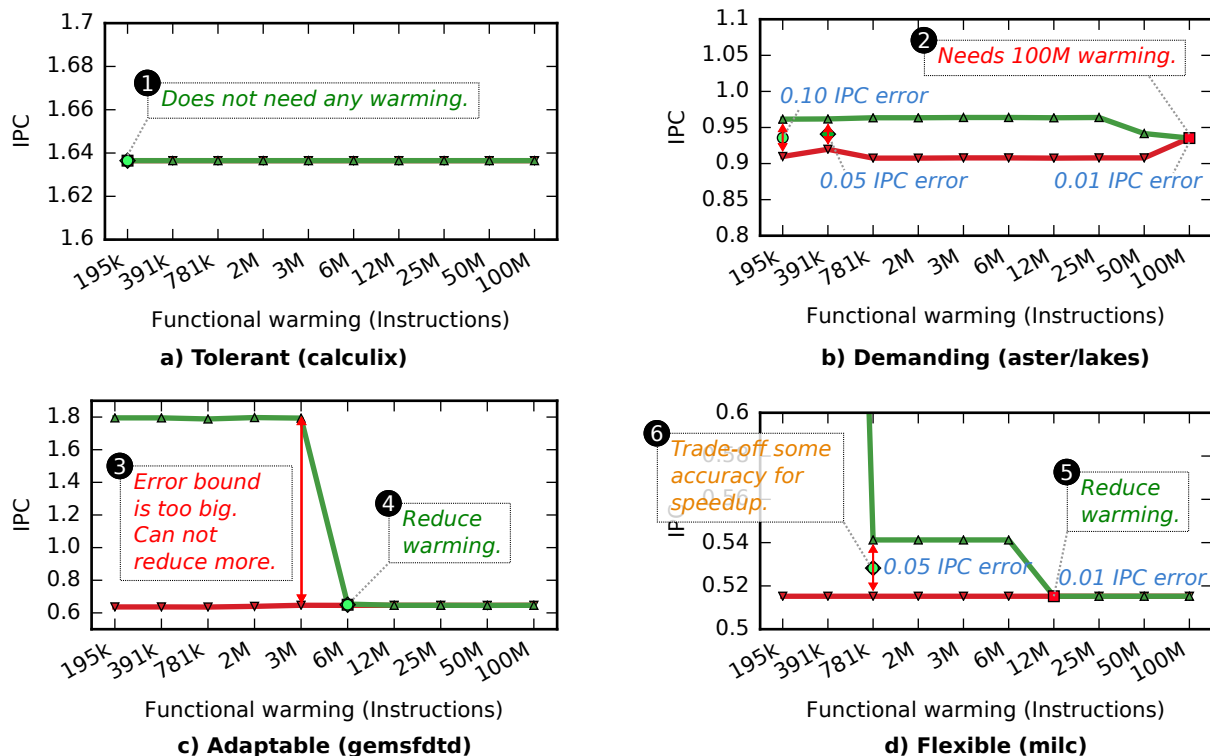 1.7
1.68
1.66
1.64
1.62
1.6
IPC
1
Does not need any warming.
195k
391k
781k
2M
3M
6M
12M
25M
50M
100M
Functional warming (Instructions)
a) Tolerant (calculix)
1.1
1.05
1.0
0.95
0.9
0.85
0.8
IPC
2
Needs 100M warming.
0.10 IPC error
0.05 IPC error
0.01 IPC error
195k
391k
781k
2M
3M
6M
12M
25M
50M
100M
Functional warming (Instructions)
b) Demanding (aster/lakes)
1.8
1.6
1.4
1.2
1.0
0.8
0.6
IPC
3
Error bound
is too big.
Can not
reduce more.
4
Reduce
warming.
195k
391k
781k
2M
3M
6M
12M
25M
50M
100M
Functional warming (Instructions)
c) Adaptable (gemsfdtd)
0.6
0.58
0.56
0.54
0.52
0.5
IPC
6
Trade-off some
accuracy for
speedup.
5
Reduce
warming.
0.05 IPC error
0.01 IPC error
195k
391k
781k
2M
3M
6M
12M
25M
50M
100M
Functional warming (Instructions)
d) Flexible (milc)